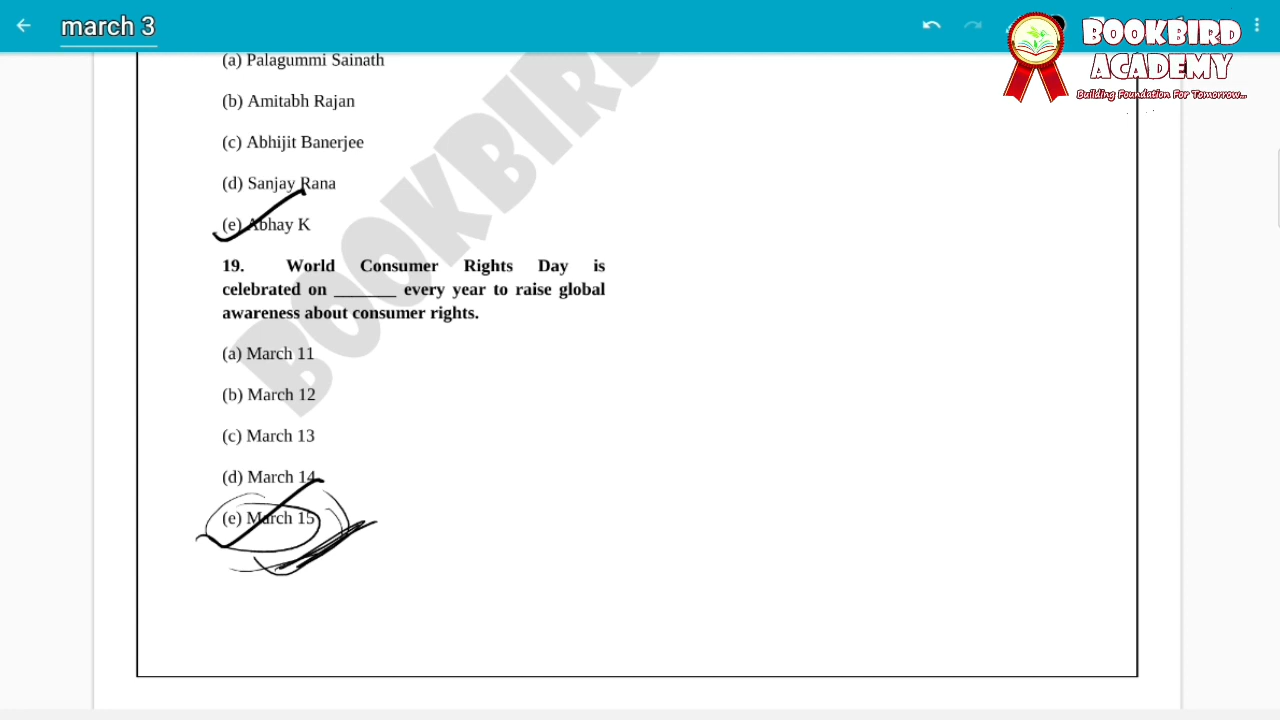 march 3
BOOKBIRD
ACADEMY
Building Foundation For Tomorrow...
(a) Palagummi Sainath
(b) Amitabh Rajan
(c) Abhijit Banerjee
(d) Sanjay Rana
(e) Abhay K
19. World Consumer Rights Day is
celebrated on _______ every year to raise global
awareness about consumer rights.
(a) March 11
(b) March 12
(c) March 13
(d) March 14
(e) March 15
BOOKBIRD